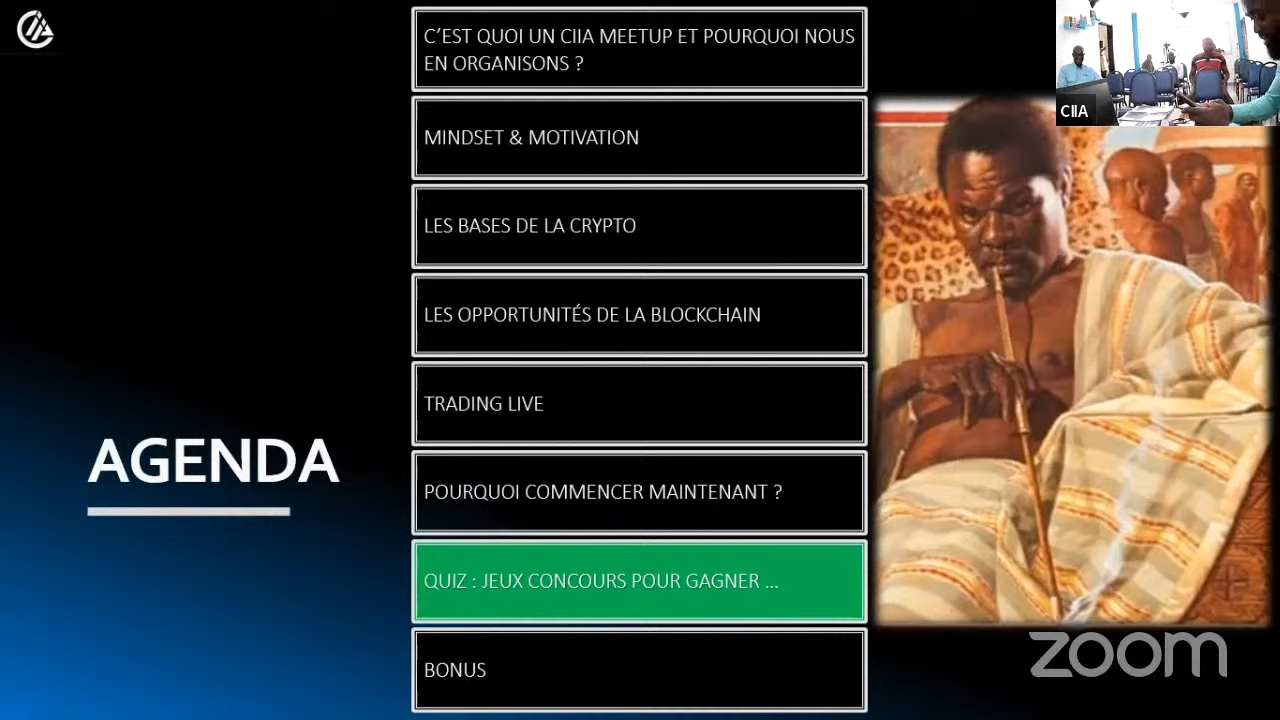 C’EST QUOI UN CIIA MEETUP ET POURQUOI NOUS
EN ORGANISONS ?
MINDSET & MOTIVATION
LES BASES DE LA CRYPTO
LES OPPORTUNITÉS DE LA BLOCKCHAIN
TRADING LIVE
AGENDA
POURQUOI COMMENCER MAINTENANT ?
QUIZ : JEUX CONCOURS POUR GAGNER ...
BONUS
CIIA
zoom